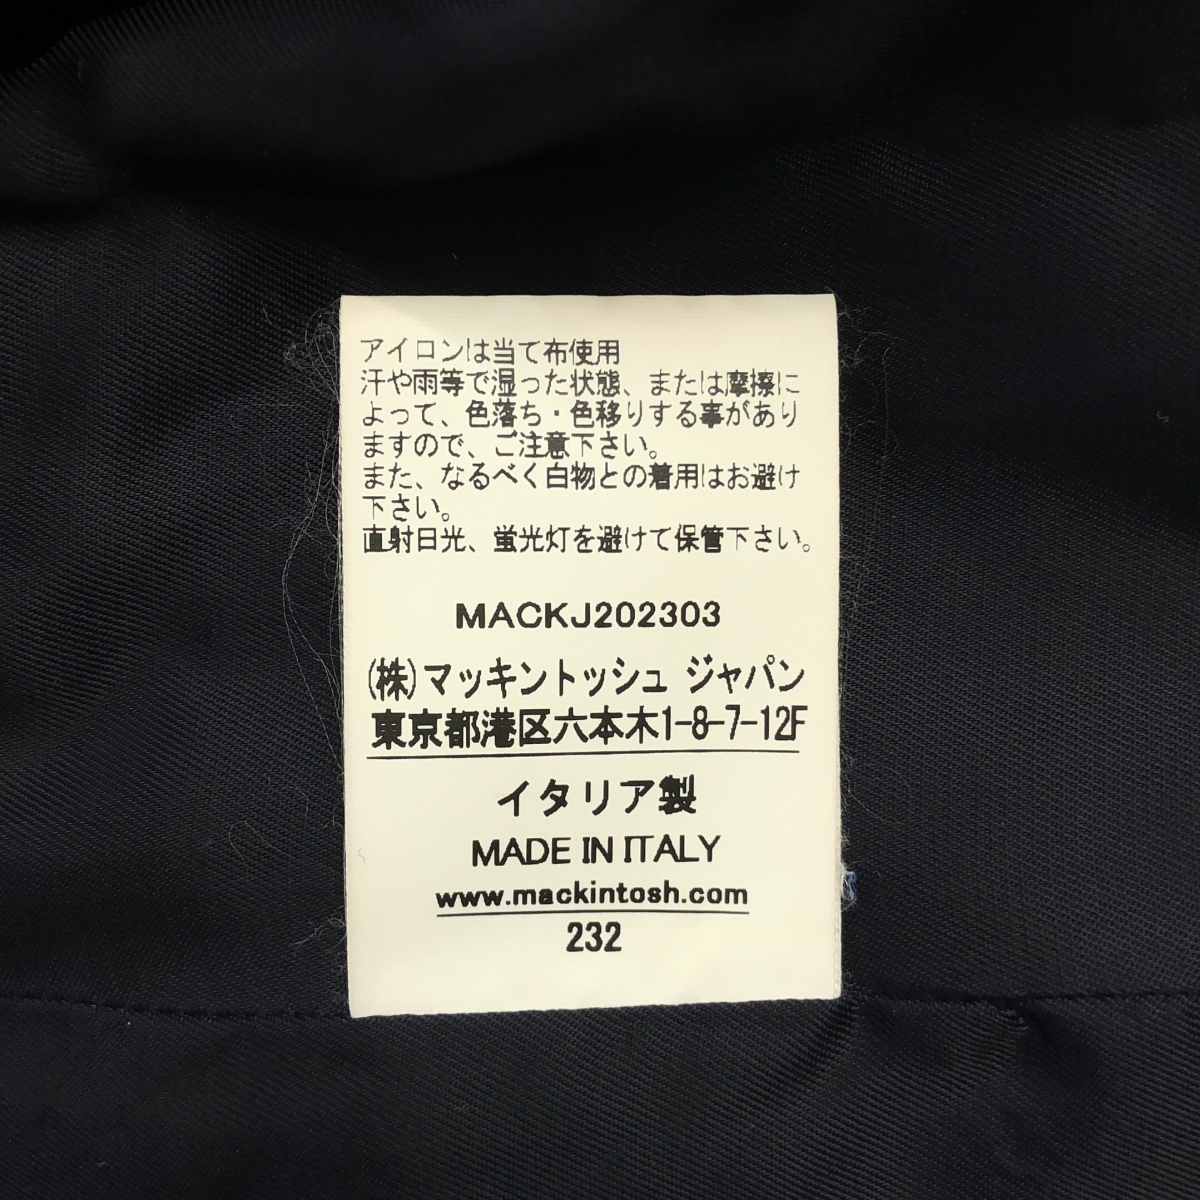 アイロンは当て布使用
汗や雨等で湿った状態、または摩擦に
よって、色落ち・色移りする事があり
ますので、ご注意下さい。
また、なるべく白物との着用はお避け
下さい。
直射日光、蛍光灯を避けて保管下さい。
MACKJ202303
(株)マッキントッシュ ジャパン
東京都港区六本木1-8-7-12F
イタリア製
MADE IN ITALY
www.mackintosh.com
232